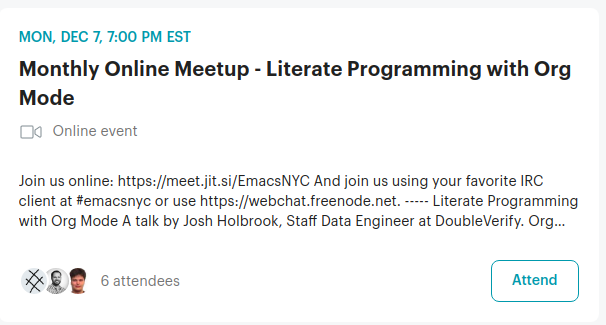 MON, DEC 7, 7:00 PM EST
Monthly Online Meetup - Literate Programming with Org
Mode
Online event
Join us online: https://meet.jit.si/EmacsNYC And join us using your favorite IRC
client at #emacsnyc or use https://webchat.freenode.net. ----- Literate Programming
with Org Mode A talk by Josh Holbrook, Staff Data Engineer at DoubleVerify. Org...
6 attendees
Attend